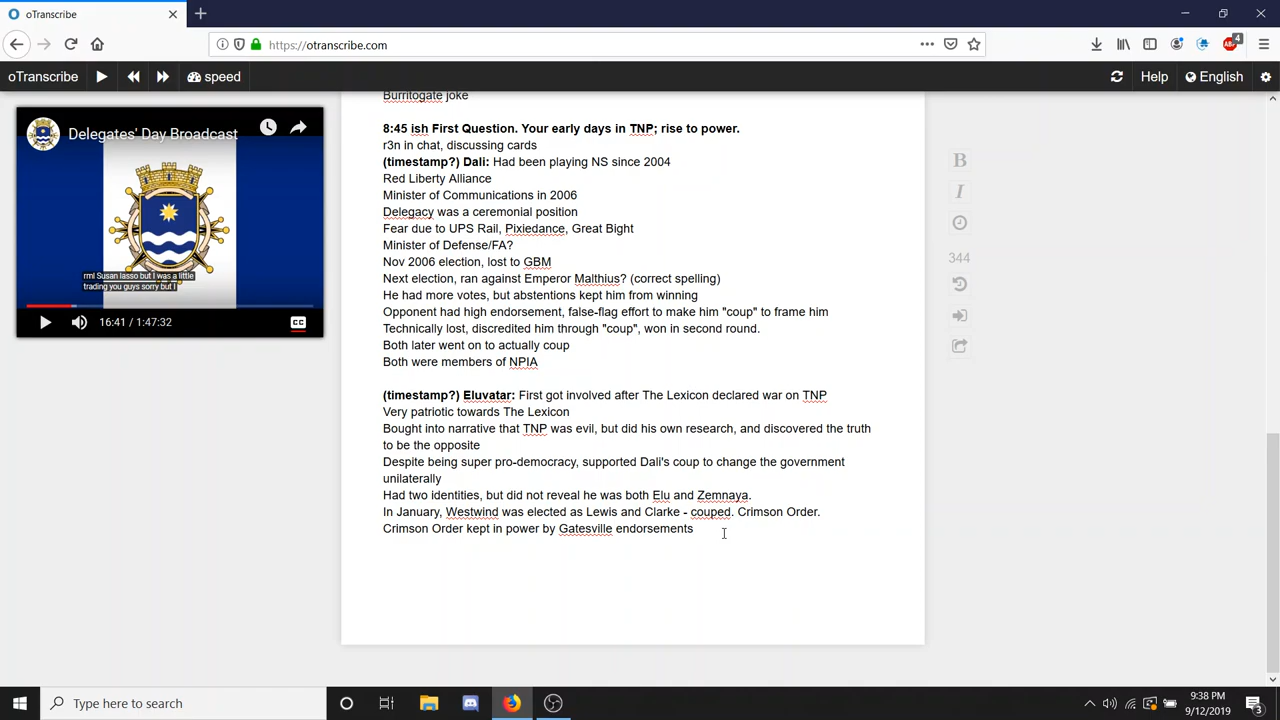 oTranscribe
https://otranscribe.com
4
oTranscribe
speed
Help
English
Delegates' Day Broadcast
rml Susan lasso but I was a little
trading you guys sorry but I
16:41 / 1:47:32
CC
Burritogate joke
8:45 ish First Question. Your early days in TNP; rise to power.
r3n in chat, discussing cards
(timestamp?) Dali: Had been playing NS since 2004
Red Liberty Alliance
Minister of Communications in 2006
Delegacy was a ceremonial position
Fear due to UPS Rail, Pixiedance, Great Bight
Minister of Defense/FA?
Nov 2006 election, lost to GBM
Next election, ran against Emperor Malthius? (correct spelling)
He had more votes, but abstentions kept him from winning
Opponent had high endorsement, false-flag effort to make him "coup" to frame him
Technically lost, discredited him through "coup", won in second round.
Both later went on to actually coup
Both were members of NPIA
(timestamp?) Eluvatar: First got involved after The Lexicon declared war on TNP
Very patriotic towards The Lexicon
Bought into narrative that TNP was evil, but did his own research, and discovered the truth
to be the opposite
Despite being super pro-democracy, supported Dali's coup to change the government
unilaterally
Had two identities, but did not reveal he was both Elu and Zemnaya.
In January, Westwind was elected as Lewis and Clarke - couped. Crimson Order.
Crimson Order kept in power by Gatesville endorsements
B
I
344
Type here to search
9:38 PM
9/12/2019
3